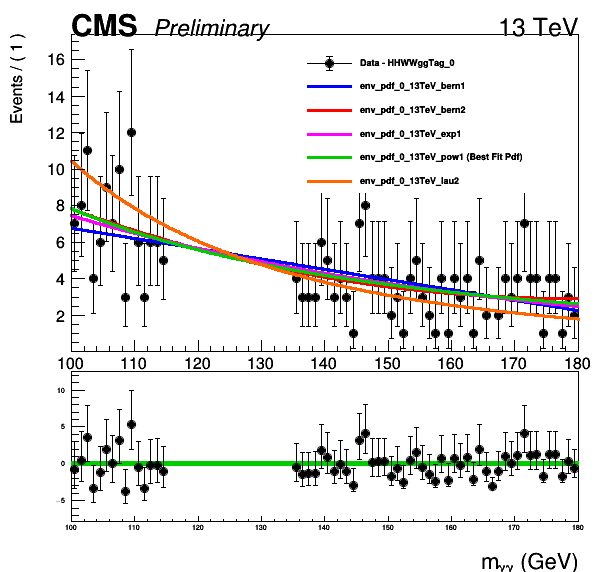 CMS Preliminary 13 TeV
Events / ( 1 )
16
14
12
10
8
6
4
2
Data - HHWWggTag_0
env_pdf_0_13TeV_bern1
env_pdf_0_13TeV_bern2
env_pdf_0_13TeV_exp1
env_pdf_0_13TeV_pow1 (Best Fit Pdf)
env_pdf_0_13TeV_lau2
100 110 120 130 140 150 160 170 180
10
5
0
-5
100 110 120 130 140 150 160 170 180
mγγ (GeV)